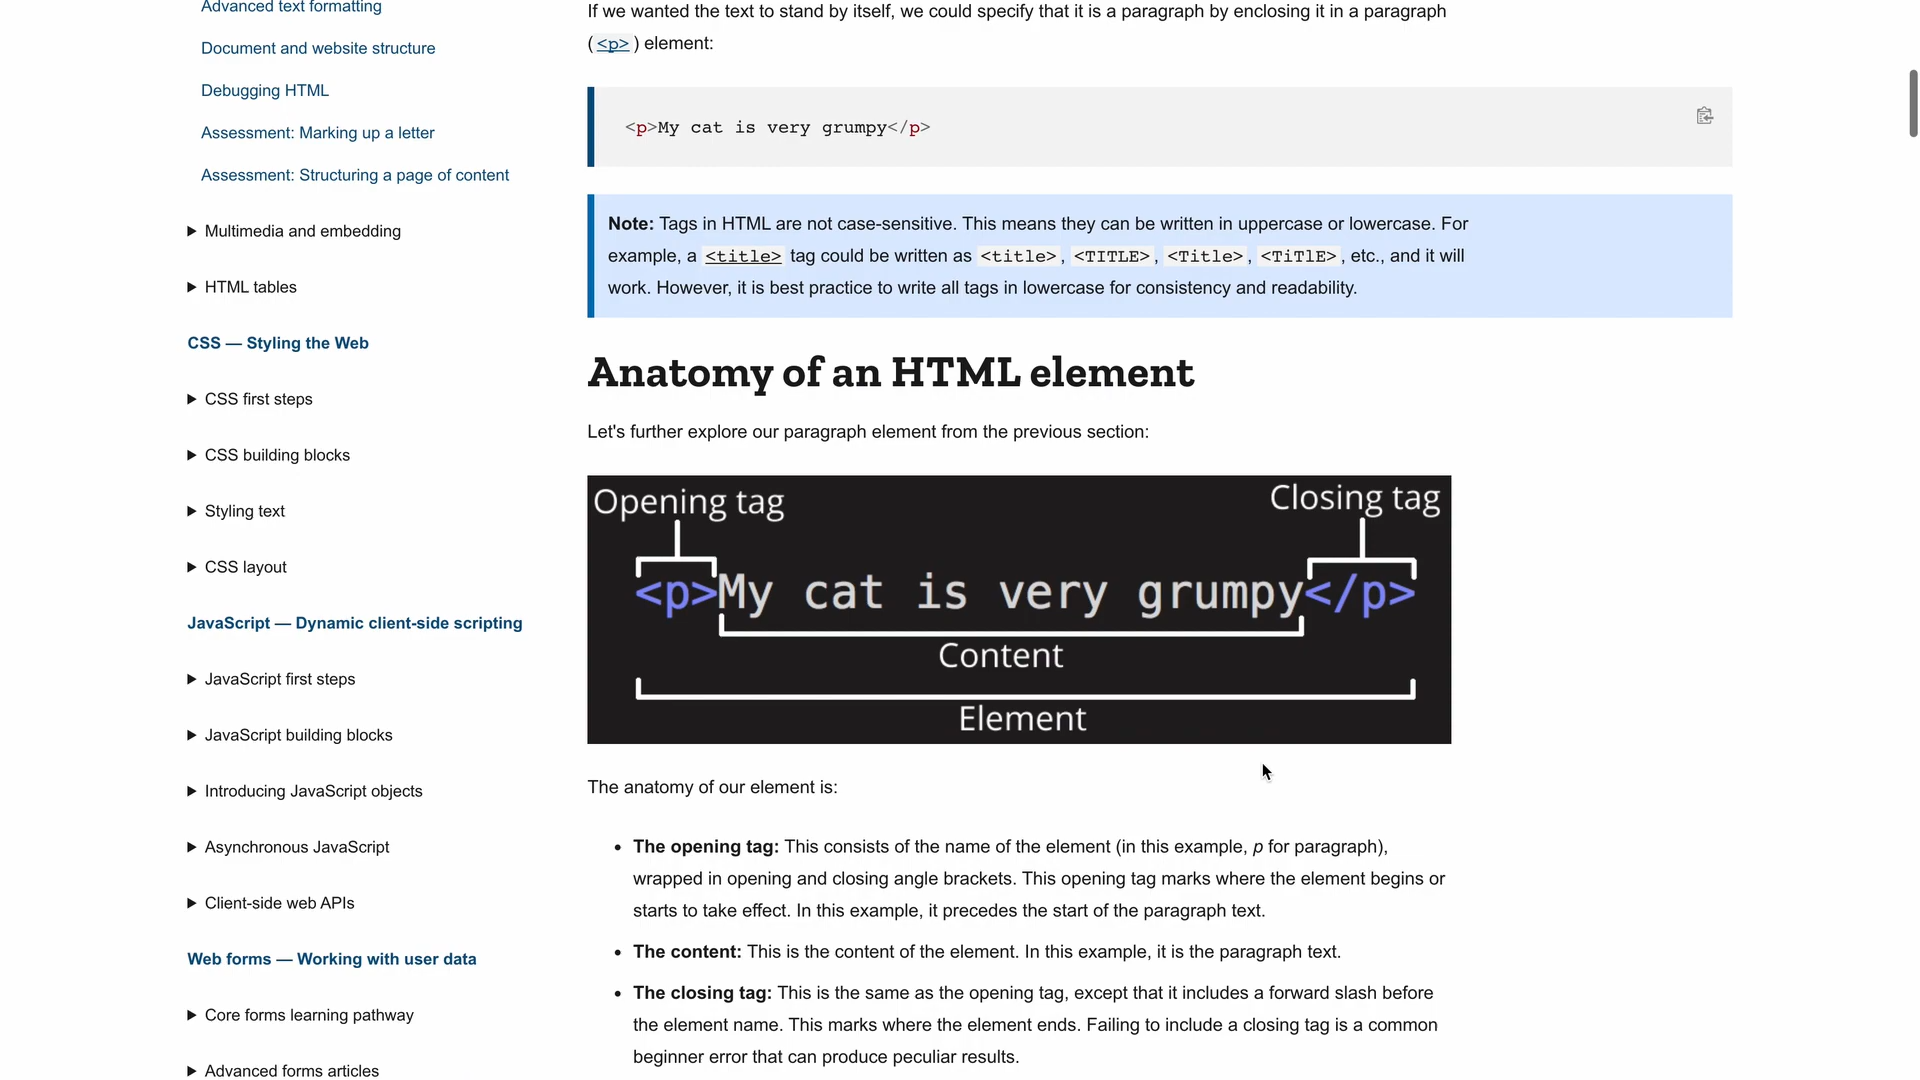 Advanced text formatting
Document and website structure
Debugging HTML
Assessment: Marking up a letter
Assessment: Structuring a page of content
Multimedia and embedding
HTML tables
CSS — Styling the Web
CSS first steps
CSS building blocks
Styling text
CSS layout
JavaScript — Dynamic client-side scripting
JavaScript first steps
JavaScript building blocks
Introducing JavaScript objects
Asynchronous JavaScript
Client-side web APIs
Web forms — Working with user data
Core forms learning pathway
Advanced forms articles
If we wanted the text to stand by itself, we could specify that it is a paragraph by enclosing it in a paragraph
(<p>) element:
<p>My cat is very grumpy</p>
Note: Tags in HTML are not case-sensitive. This means they can be written in uppercase or lowercase. For
example, a <title> tag could be written as <title>, <TITLE>, <Title>, <TiTlE>, etc., and it will
work. However, it is best practice to write all tags in lowercase for consistency and readability.
Anatomy of an HTML element
Let's further explore our paragraph element from the previous section:
Opening tag Closing tag
<p>My cat is very grumpy</p>
Content
Element
The anatomy of our element is:
• The opening tag: This consists of the name of the element (in this example, p for paragraph),
wrapped in opening and closing angle brackets. This opening tag marks where the element begins or
starts to take effect. In this example, it precedes the start of the paragraph text.
• The content: This is the content of the element. In this example, it is the paragraph text.
• The closing tag: This is the same as the opening tag, except that it includes a forward slash before
the element name. This marks where the element ends. Failing to include a closing tag is a common
beginner error that can produce peculiar results.